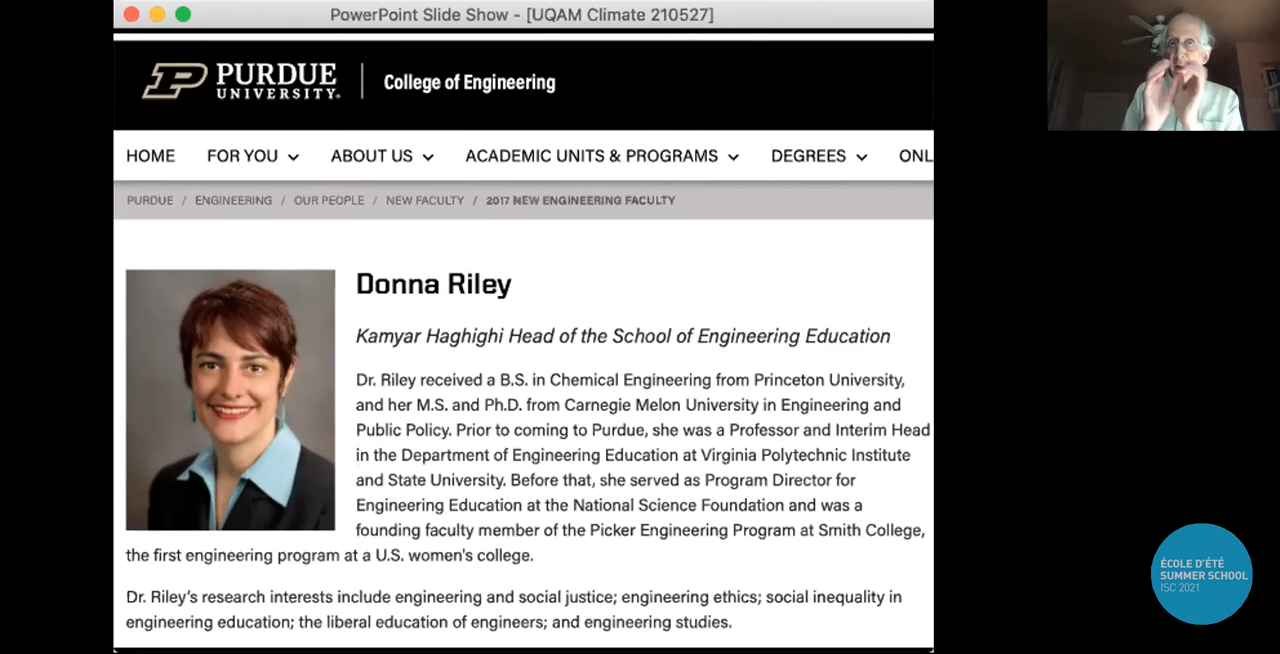 PowerPoint Slide Show - [UQAM Climate 210527]
PURDUE
UNIVERSITY.
College of Engineering
HOME FOR YOU ABOUT US ACADEMIC UNITS & PROGRAMS DEGREES ONL
PURDUE / ENGINEERING / OUR PEOPLE / NEW FACULTY / 2017 NEW ENGINEERING FACULTY
Donna Riley
Kamyar Haghighi Head of the School of Engineering Education
Dr. Riley received a B.S. in Chemical Engineering from Princeton University,
and her M.S. and Ph.D. from Carnegie Melon University in Engineering and
Public Policy. Prior to coming to Purdue, she was a Professor and Interim Head
in the Department of Engineering Education at Virginia Polytechnic Institute
and State University. Before that, she served as Program Director for
Engineering Education at the National Science Foundation and was a
founding faculty member of the Picker Engineering Program at Smith College,
the first engineering program at a U.S. women's college.
Dr. Riley's research interests include engineering and social justice; engineering ethics; social inequality in
engineering education; the liberal education of engineers; and engineering studies.
ÉCOLE D'ÉTÉ
SUMMER SCHOOL
ISC 2021